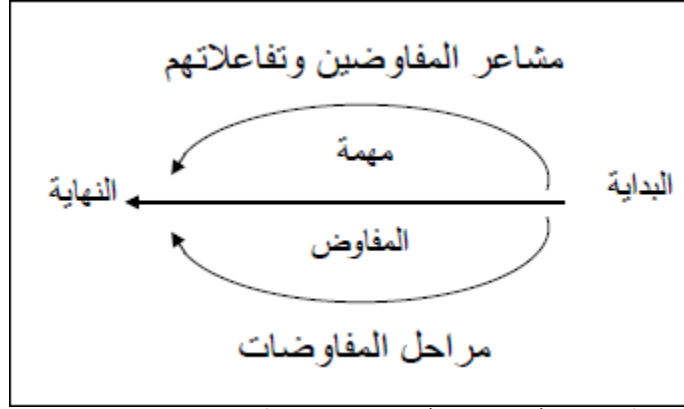 مشاعر المفاوضين وتفاعلاتهم
مهمة
البداية
النهاية
المفاوض
مراحل المفاوضات